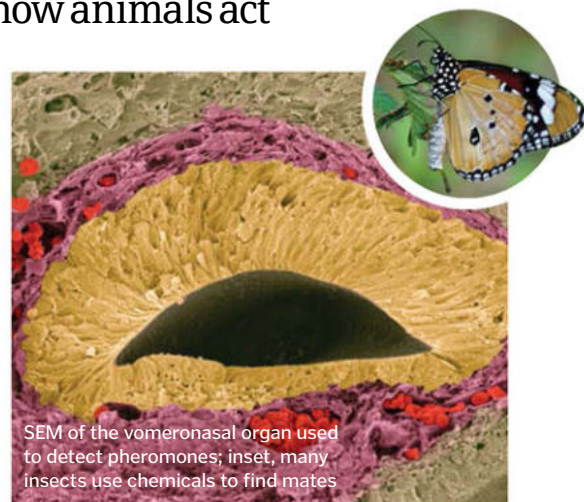 how animals act
SEM of the vomeronasal organ used
to detect pheromones; inset, many
insects use chemicals to find mates